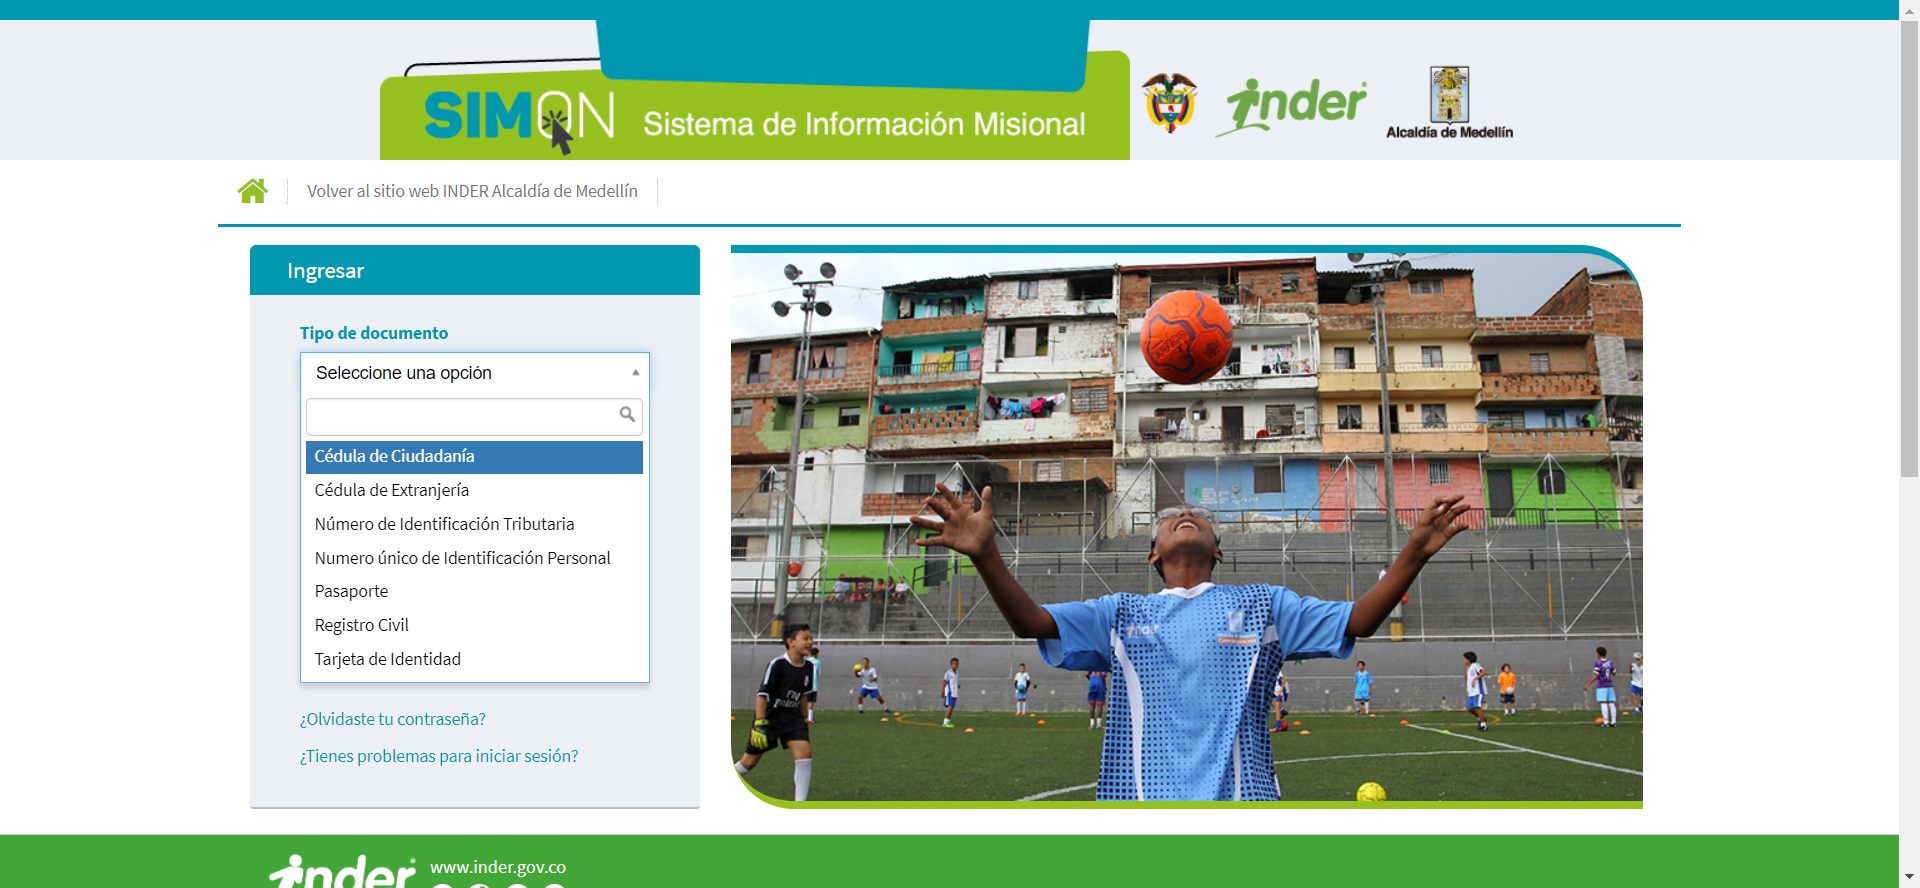 SIMON Sistema de Información Misional
inder
Alcaldía de Medellín
Volver al sitio web INDER Alcaldía de Medellín
Ingresar
Tipo de documento
Seleccione una opción
Cédula de Ciudadanía
Cédula de Extranjería
Número de Identificación Tributaria
Numero único de Identificación Personal
Pasaporte
Registro Civil
Tarjeta de Identidad
¿Olvidaste tu contraseña?
¿Tienes problemas para iniciar sesión?
inder
www.inder.gov.co